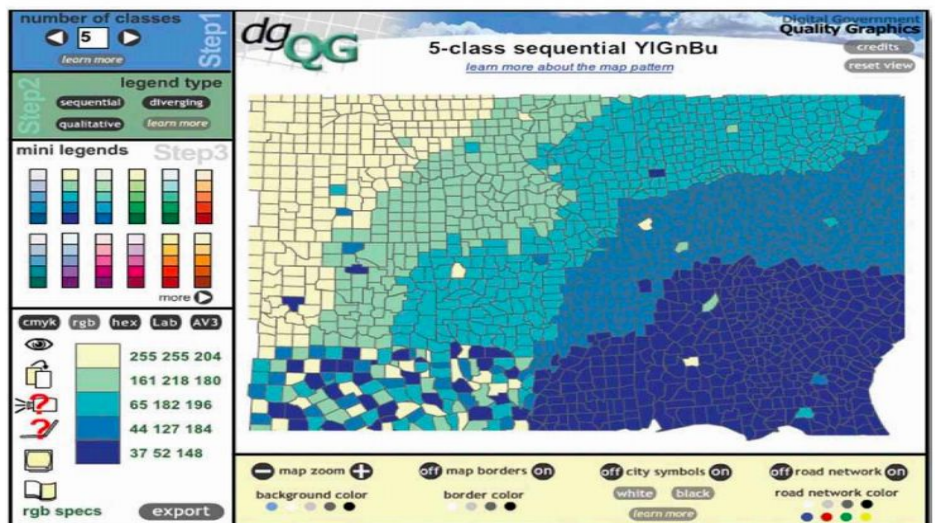 number of classes
5
learn more
Step1
legend type
Step2
sequential
diverging
qualitative
learn more
mini legends
Step3
more
cmyk
rgb
hex
Lab
AV3
255 255 204
161 218 180
65 182 196
44 127 184
37 52 148
??
rgb specs
export
dg
QG
Digital Government
Quality Graphics
5-class sequential YlGnBu
learn more about the map pattern
credits
reset view
map zoom
off map borders on
off city symbols on
off road network on
background color
border color
white
black
learn more
road network color